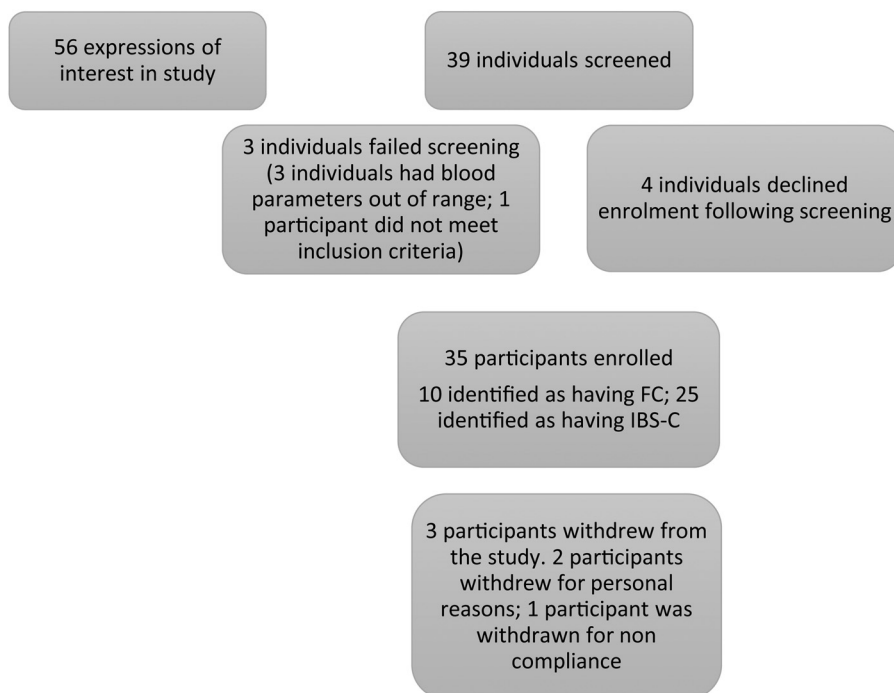 56 expressions of
interest in study
39 individuals screened
3 individuals failed screening
(3 individuals had blood
parameters out of range; 1
participant did not meet
inclusion criteria)
4 individuals declined
enrolment following screening
35 participants enrolled
10 identified as having FC; 25
identified as having IBS-C
3 participants withdrew from
the study. 2 participants
withdrew for personal
reasons; 1 participant was
withdrawn for non
compliance